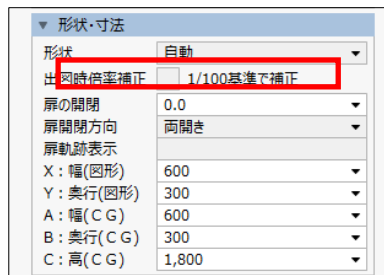 ▼ 形状・寸法
形状 自動
出図時倍率補正 1/100基準で補正
扉の開閉 0.0
扉開閉方向 両開き
扉軌跡表示
X：幅(図形) 600
Y：奥行(図形) 300
A：幅(ＣＧ) 600
B：奥行(ＣＧ) 300
C：高(ＣＧ) 1,800